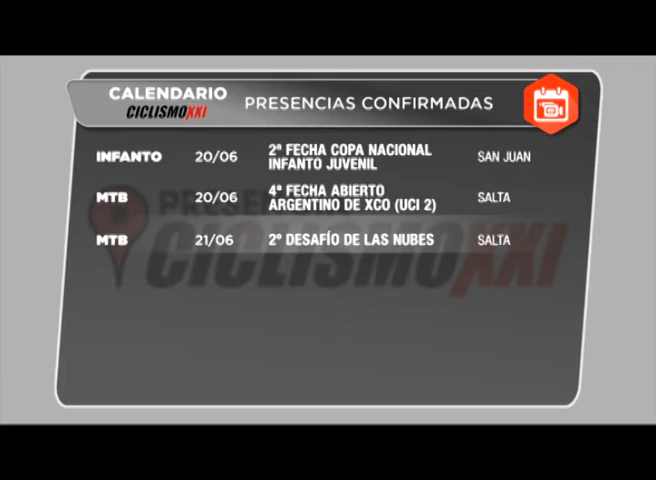 CALENDARIO
CICLISMOXXI
PRESENCIAS CONFIRMADAS
INFANTO 20/06 2ª FECHA COPA NACIONAL INFANTO JUVENIL SAN JUAN
MTB 20/06 4ª FECHA ABIERTO ARGENTINO DE XCO (UCI 2) SALTA
MTB 21/06 2º DESAFÍO DE LAS NUBES SALTA
CICLISMOXXI